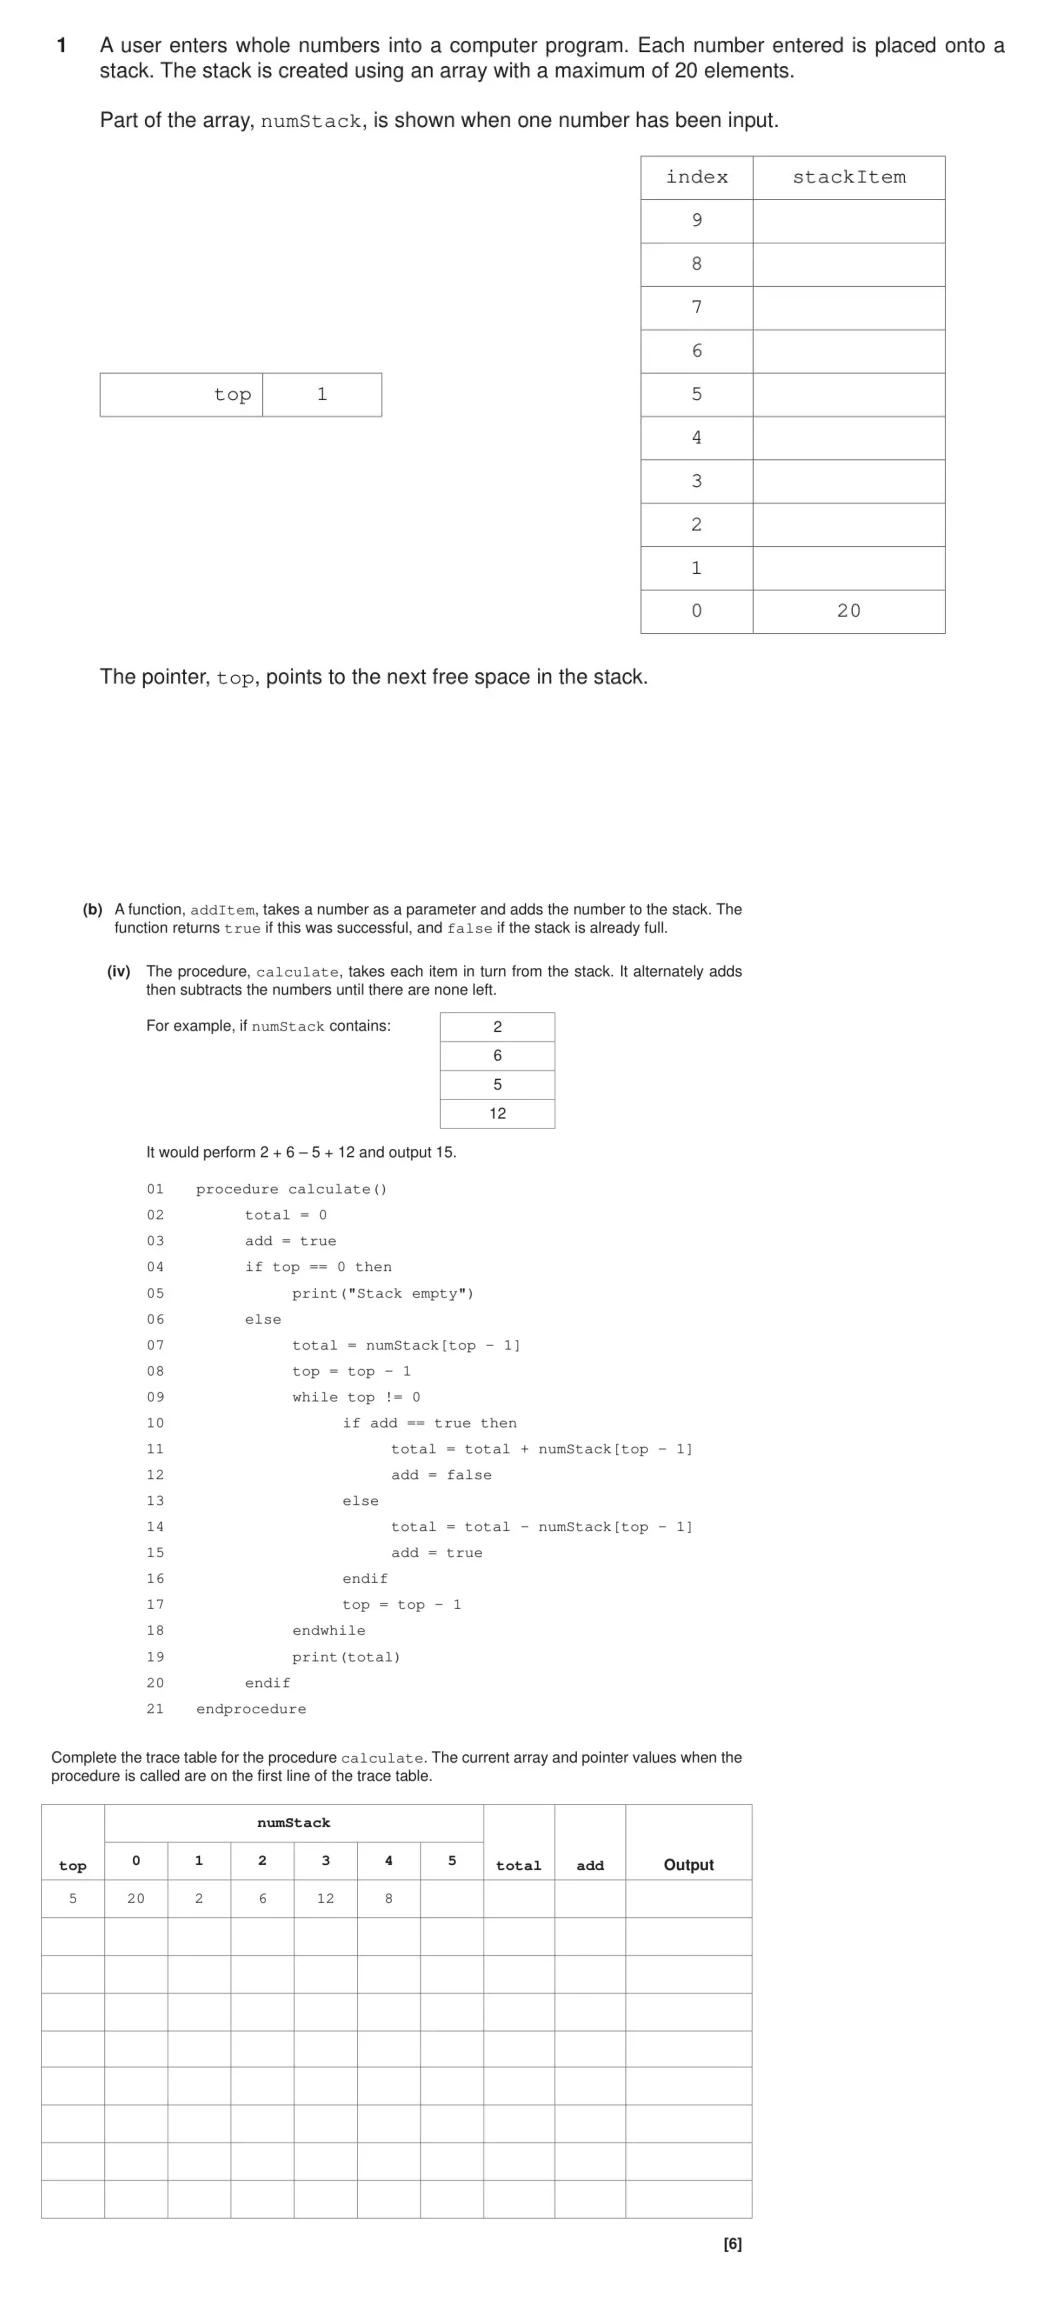 1 A user enters whole numbers into a computer program. Each number entered is placed onto a
stack. The stack is created using an array with a maximum of 20 elements.
Part of the array, numStack, is shown when one number has been input.
index stackItem
9
8
7
6
top 1
5
4
3
2
1
0 20
The pointer, top, points to the next free space in the stack.
(b) A function, addItem, takes a number as a parameter and adds the number to the stack. The
function returns true if this was successful, and false if the stack is already full.
(iv) The procedure, calculate, takes each item in turn from the stack. It alternately adds
then subtracts the numbers until there are none left.
For example, if numStack contains:
2
6
5
12
It would perform 2 + 6 – 5 + 12 and output 15.
01 procedure calculate()
02 total = 0
03 add = true
04 if top == 0 then
05 print("Stack empty")
06 else
07 total = numStack[top - 1]
08 top = top - 1
09 while top != 0
10 if add == true then
11 total = total + numStack[top - 1]
12 add = false
13 else
14 total = total - numStack[top - 1]
15 add = true
16 endif
17 top = top - 1
18 endwhile
19 print(total)
20 endif
21 endprocedure
Complete the trace table for the procedure calculate. The current array and pointer values when the
procedure is called are on the first line of the trace table.
numStack
top 0 1 2 3 4 5 total add Output
5 20 2 6 12 8
[6]